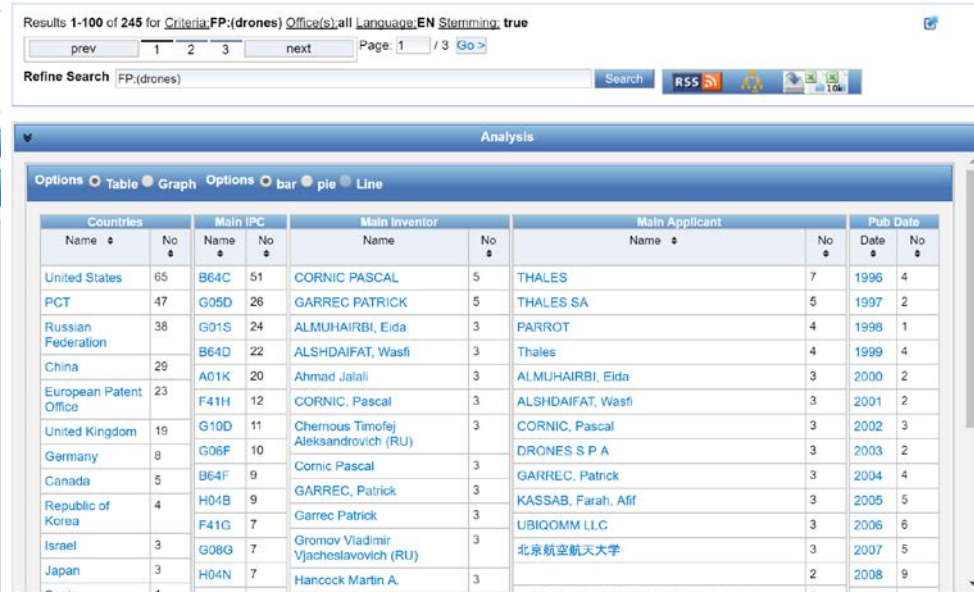 Results 1-100 of 245 for Criteria:FP:(drones) Office(s):all Language:EN Stemming: true
prev 1 2 3 next Page: 1 / 3 Go >
Refine Search FP:(drones) Search RSS 10k
Analysis
Options Table Graph Options bar pie Line
Countries
Name No
United States 65
PCT 47
Russian
Federation 38
China 29
European Patent
Office 23
United Kingdom 19
Germany 8
Canada 5
Republic of
Korea 4
Israel 3
Japan 3
Main IPC
Name No
B64C 51
G05D 26
G01S 24
B64D 22
A01K 20
F41H 12
G10D 11
G06F 10
B64F 9
H04B 9
F41G 7
G08G 7
H04N 7
Main Inventor
Name No
CORNIC PASCAL 5
GARREC PATRICK 5
ALMUHAIRBI, Eida 3
ALSHDAIFAT, Wasfi 3
Ahmad Jalali 3
CORNIC, Pascal 3
Chernous Timofej
Aleksandrovich (RU) 3
Cornic Pascal 3
GARREC, Patrick 3
Garrec Patrick 3
Gromov Vladimir
Vjacheslavovich (RU) 3
Hancock Martin A. 3
Main Applicant
Name No
THALES 7
THALES SA 5
PARROT 4
Thales 4
ALMUHAIRBI, Eida 3
ALSHDAIFAT, Wasfi 3
CORNIC, Pascal 3
DRONES S P A 3
GARREC, Patrick 3
KASSAB, Farah, Afif 3
UBIQOMM LLC 3
北京航空航天大学 3
2
Pub Date
Date No
1996 4
1997 2
1998 1
1999 4
2000 2
2001 2
2002 3
2003 2
2004 4
2005 5
2006 6
2007 5
2008 9